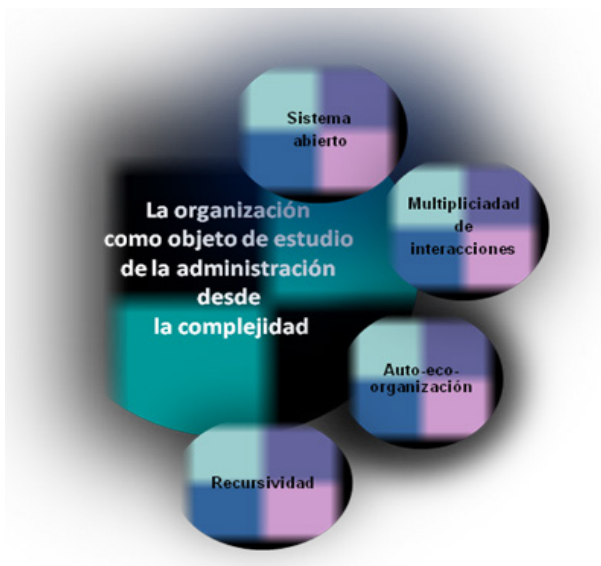 Sistema
abierto
La organización
como objeto de estudio
de la administración
desde
la complejidad
Multipliciadad
de
interacciones
Auto-eco-
organización
Recursividad